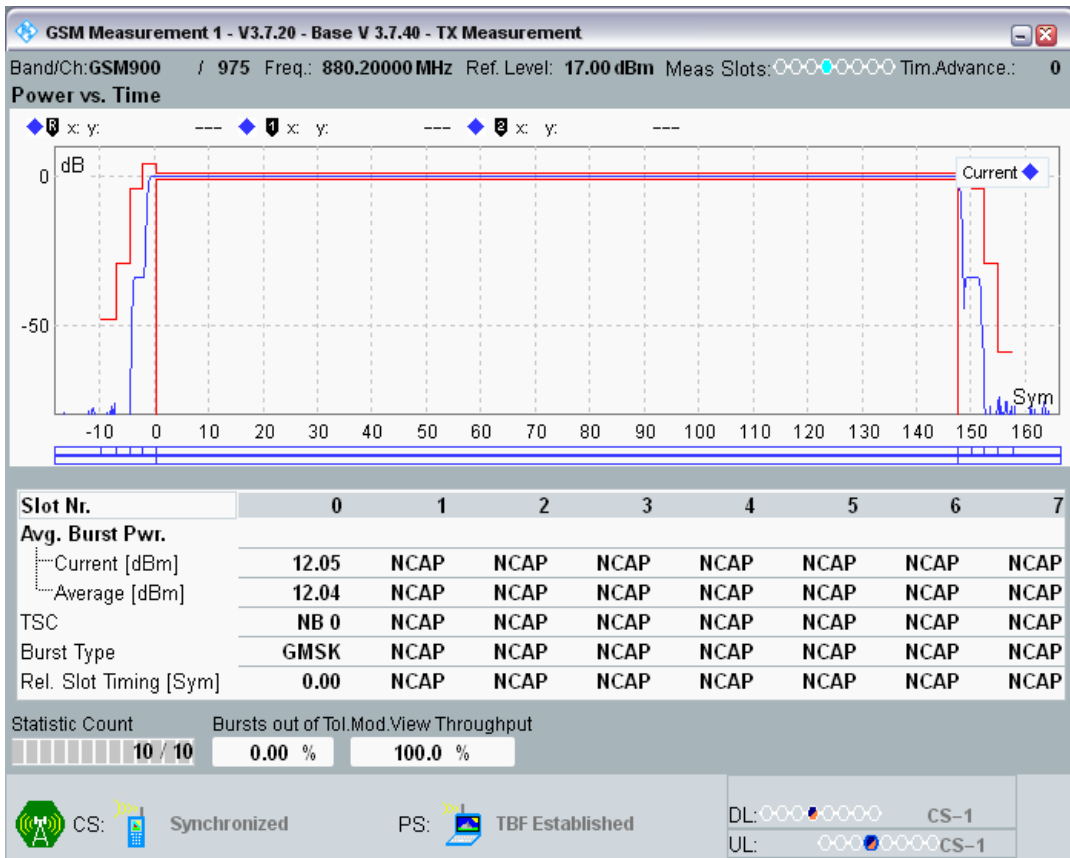 GSM Measurement 1 - V3.7.20 - Base V 3.7.40 - TX Measurement
Band/Ch:GSM900 / 975 Freq.: 880.20000 MHz Ref. Level: 17.00 dBm Meas Slots: Tim.Advance.: 0
Power vs. Time
R x: y: --- 1 x: y: --- 2 x: y: ---
dB
Current
0
-50
Sym
-10 0 10 20 30 40 50 60 70 80 90 100 110 120 130 140 150 160
Slot Nr. 0 1 2 3 4 5 6 7
Avg. Burst Pwr.
Current [dBm] 12.05 NCAP NCAP NCAP NCAP NCAP NCAP NCAP
Average [dBm] 12.04 NCAP NCAP NCAP NCAP NCAP NCAP NCAP
TSC NB 0 NCAP NCAP NCAP NCAP NCAP NCAP NCAP
Burst Type GMSK NCAP NCAP NCAP NCAP NCAP NCAP NCAP
Rel. Slot Timing [Sym] 0.00 NCAP NCAP NCAP NCAP NCAP NCAP NCAP
Statistic Count Bursts out of Tol.Mod.View Throughput
10 / 10 0.00 % 100.0 %
CS: Synchronized PS: TBF Established
DL: CS-1
UL: CS-1